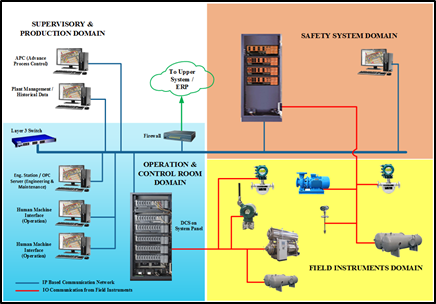 SUPERVISORY &
PRODUCTION DOMAIN
APC (Advance
Process Control)
Plant Management /
Historical Data
Layer 3 Switch
To Upper
System /
ERP
Firewall
SAFETY SYSTEM DOMAIN
Eng. Station / OPC
Server (Engineering &
Maintenance)
Human Machine
Interface
(Operation)
Human Machine
Interface
(Operation)
OPERATION &
CONTROL ROOM
DOMAIN
DCS on
System Panel
FIELD INSTRUMENTS DOMAIN
IP Based Communication Network
IO Communication from Field Instruments